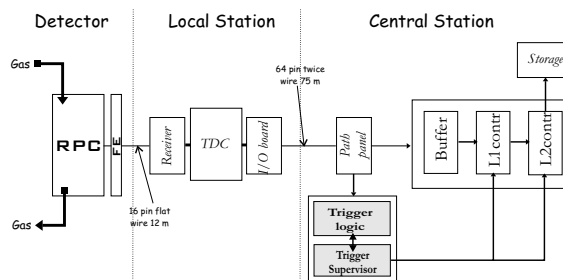 Detector
Local Station
Central Station
Gas
64 pin twice
wire 75 m
Storage
RPC
FE
Receiver
TDC
I/O board
Path
panel
Buffer
L1contr
L2contr
16 pin flat
wire 12 m
Gas
Trigger
logic
Trigger
Supervisor